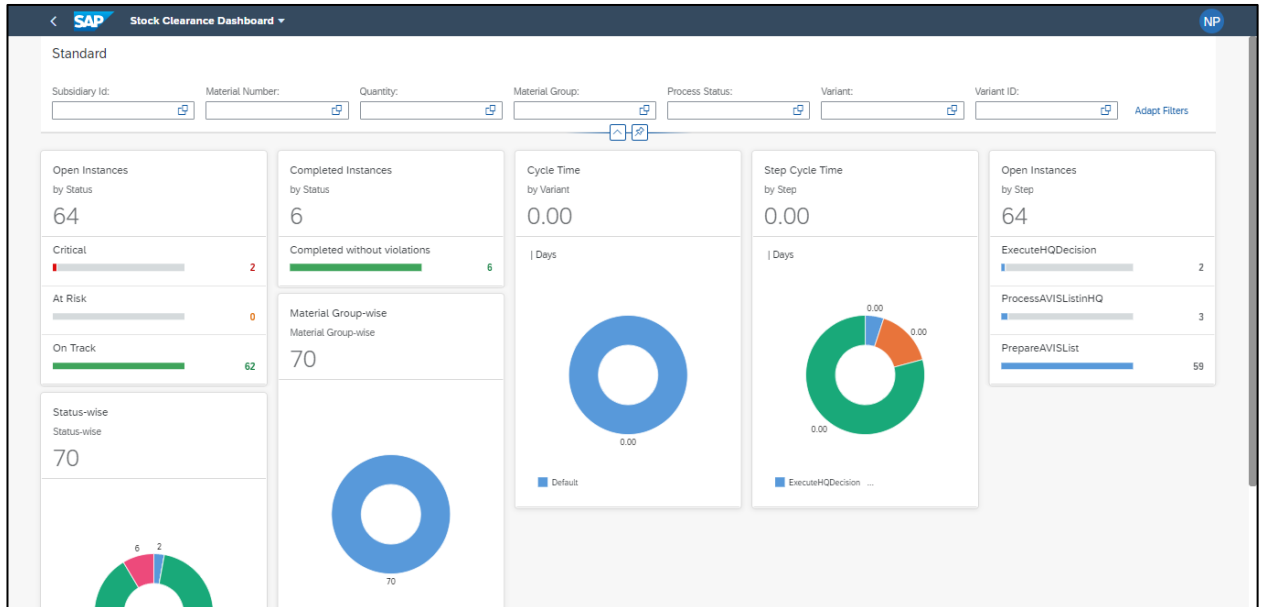 SAP Stock Clearance Dashboard
NP
Standard
Subsidiary Id: Material Number: Quantity: Material Group: Process Status: Variant: Variant ID:
Adapt Filters
Open Instances
by Status
64
Critical
2
At Risk
0
On Track
62
Status-wise
Status-wise
70
6 2
Completed Instances
by Status
6
Completed without violations
6
Material Group-wise
Material Group-wise
70
70
Cycle Time
by Variant
0.00
| Days
0.00
Default
Step Cycle Time
by Step
0.00
| Days
0.00
0.00
0.00
ExecuteHQDecision ...
Open Instances
by Step
64
ExecuteHQDecision
2
ProcessAVISListinHQ
3
PrepareAVISList
59